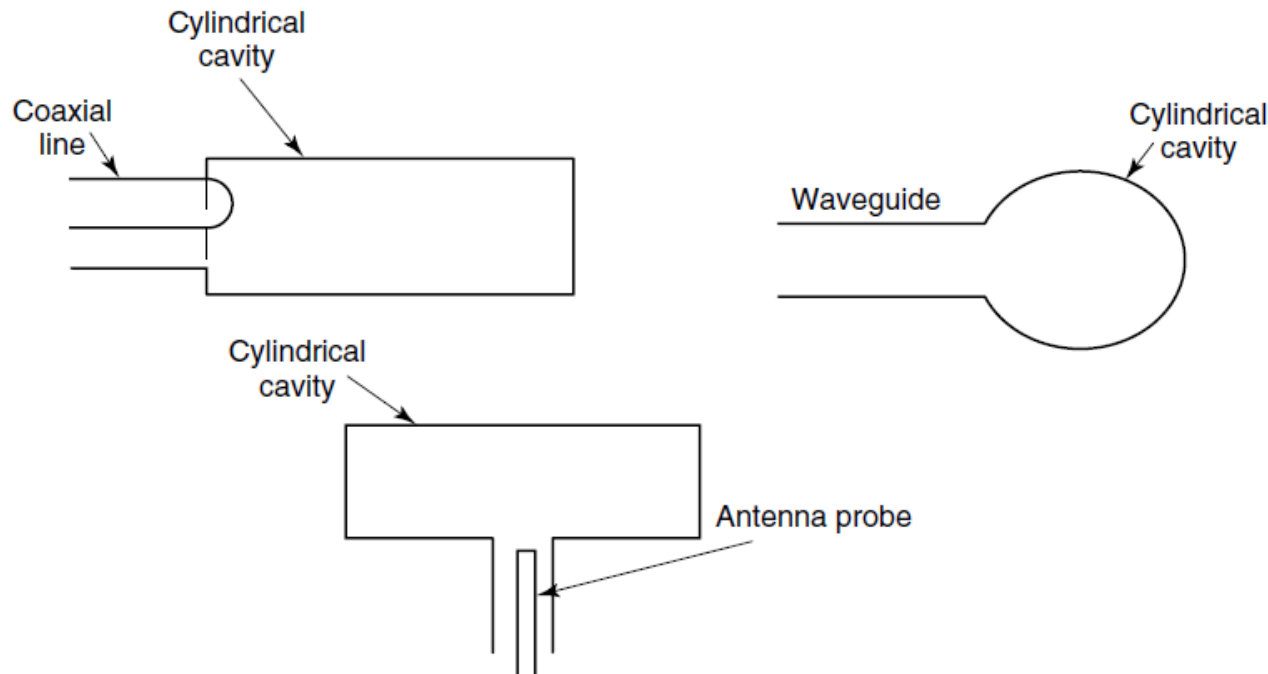 Cylindrical
cavity
Coaxial
line
Cylindrical
cavity
Waveguide
Cylindrical
cavity
Antenna probe